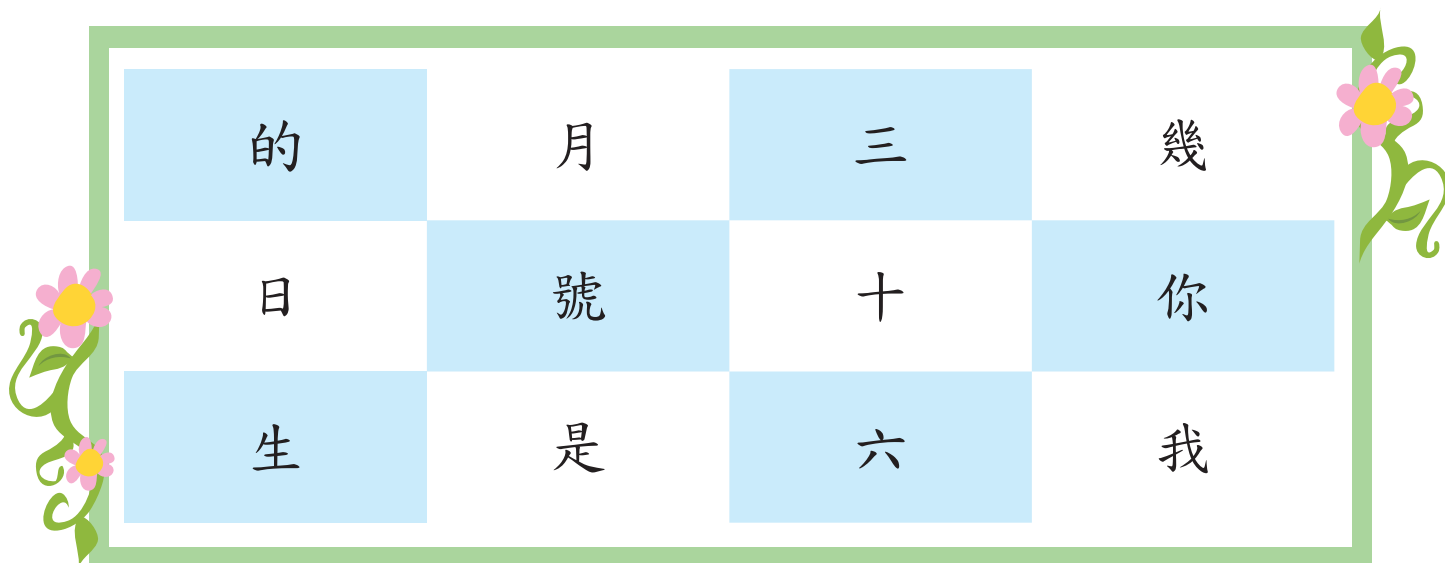 的 月 三 幾
日 號 十 你
生 是 六 我